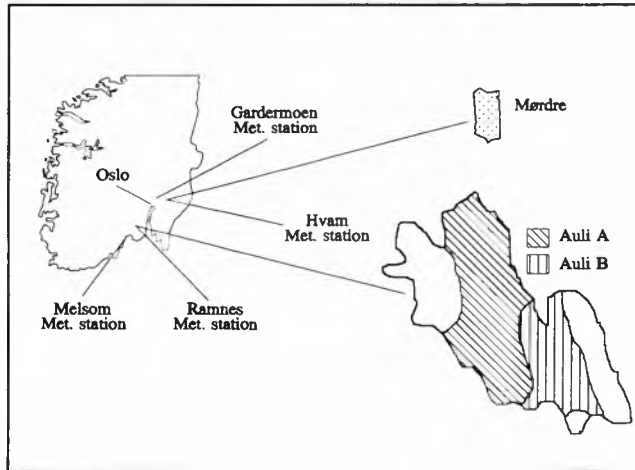 Gardermoen
Met. station
Mørdre
Oslo
Hvam
Met. station
Auli A
Auli B
Melsom
Met. station
Ramnes
Met. station